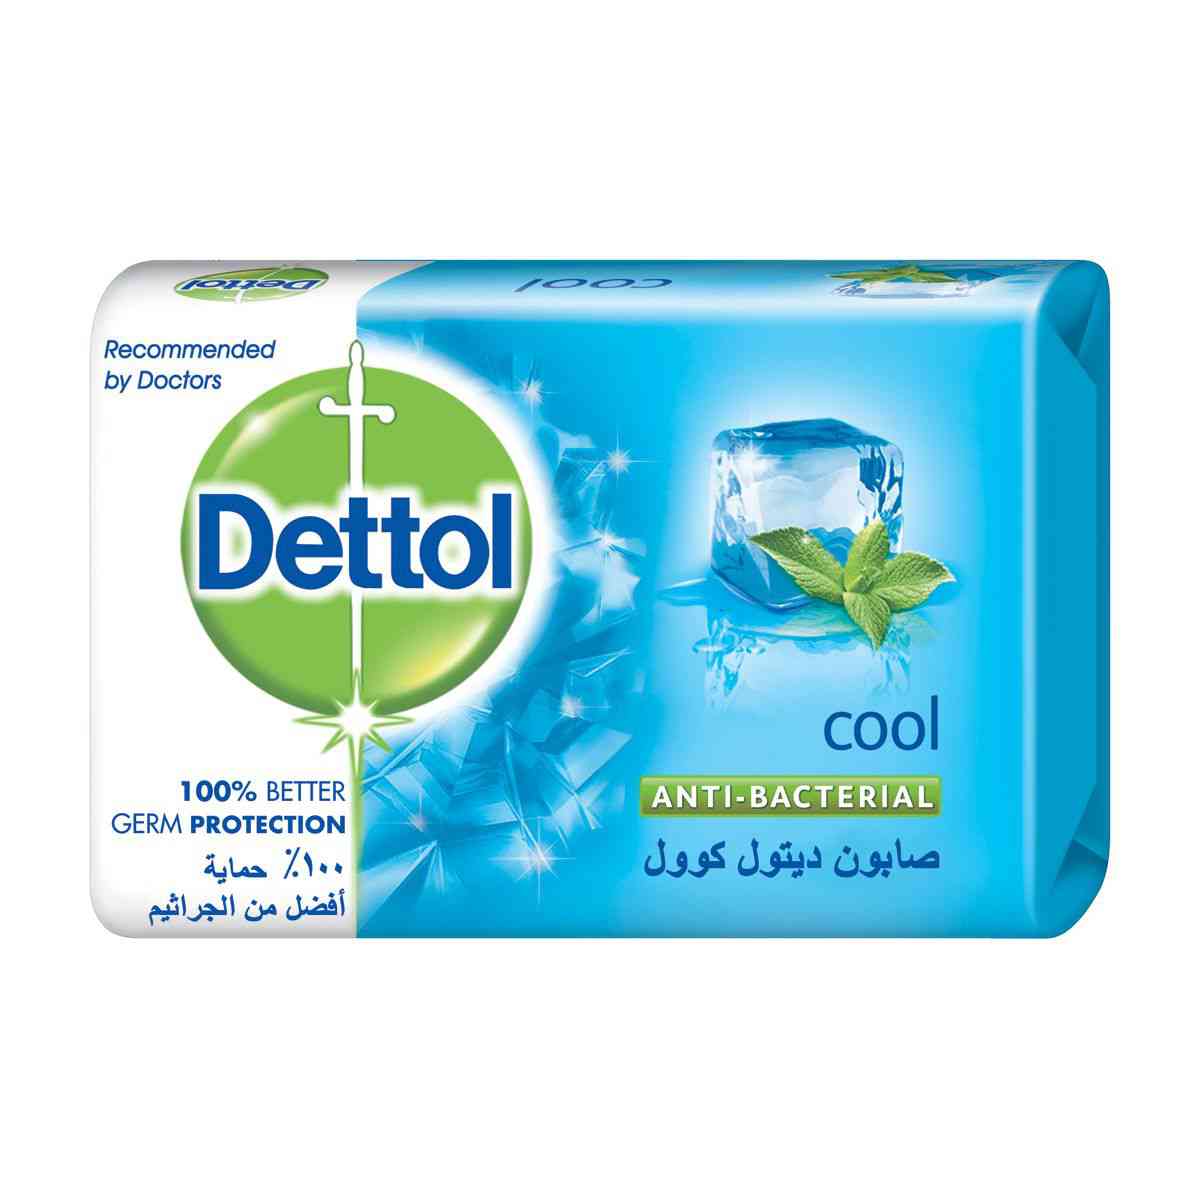 Dettol
cool
Recommended
by Doctors
Dettol
cool
ANTI-BACTERIAL
صابون ديتول كوول
100% BETTER
GERM PROTECTION
١٠٠٪ حماية
أفضل من الجراثيم